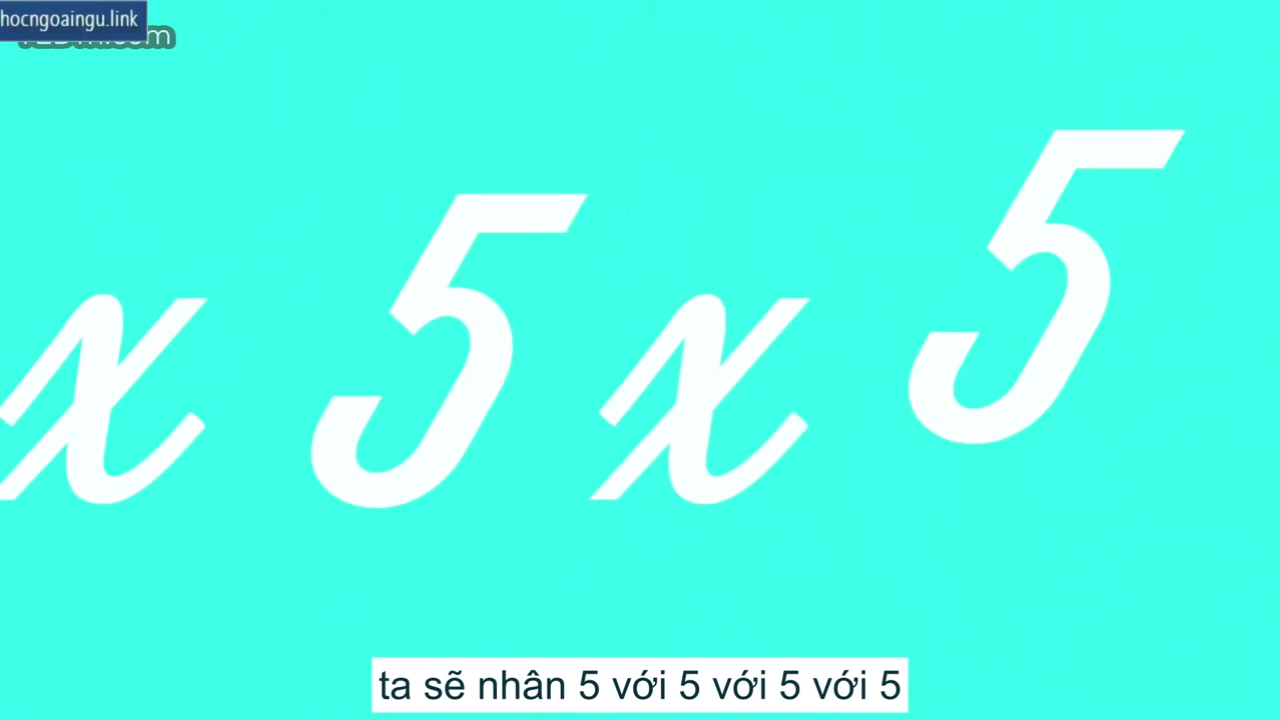 hocngoaingu.link
x 5 x 5
ta sẽ nhân 5 với 5 với 5 với 5